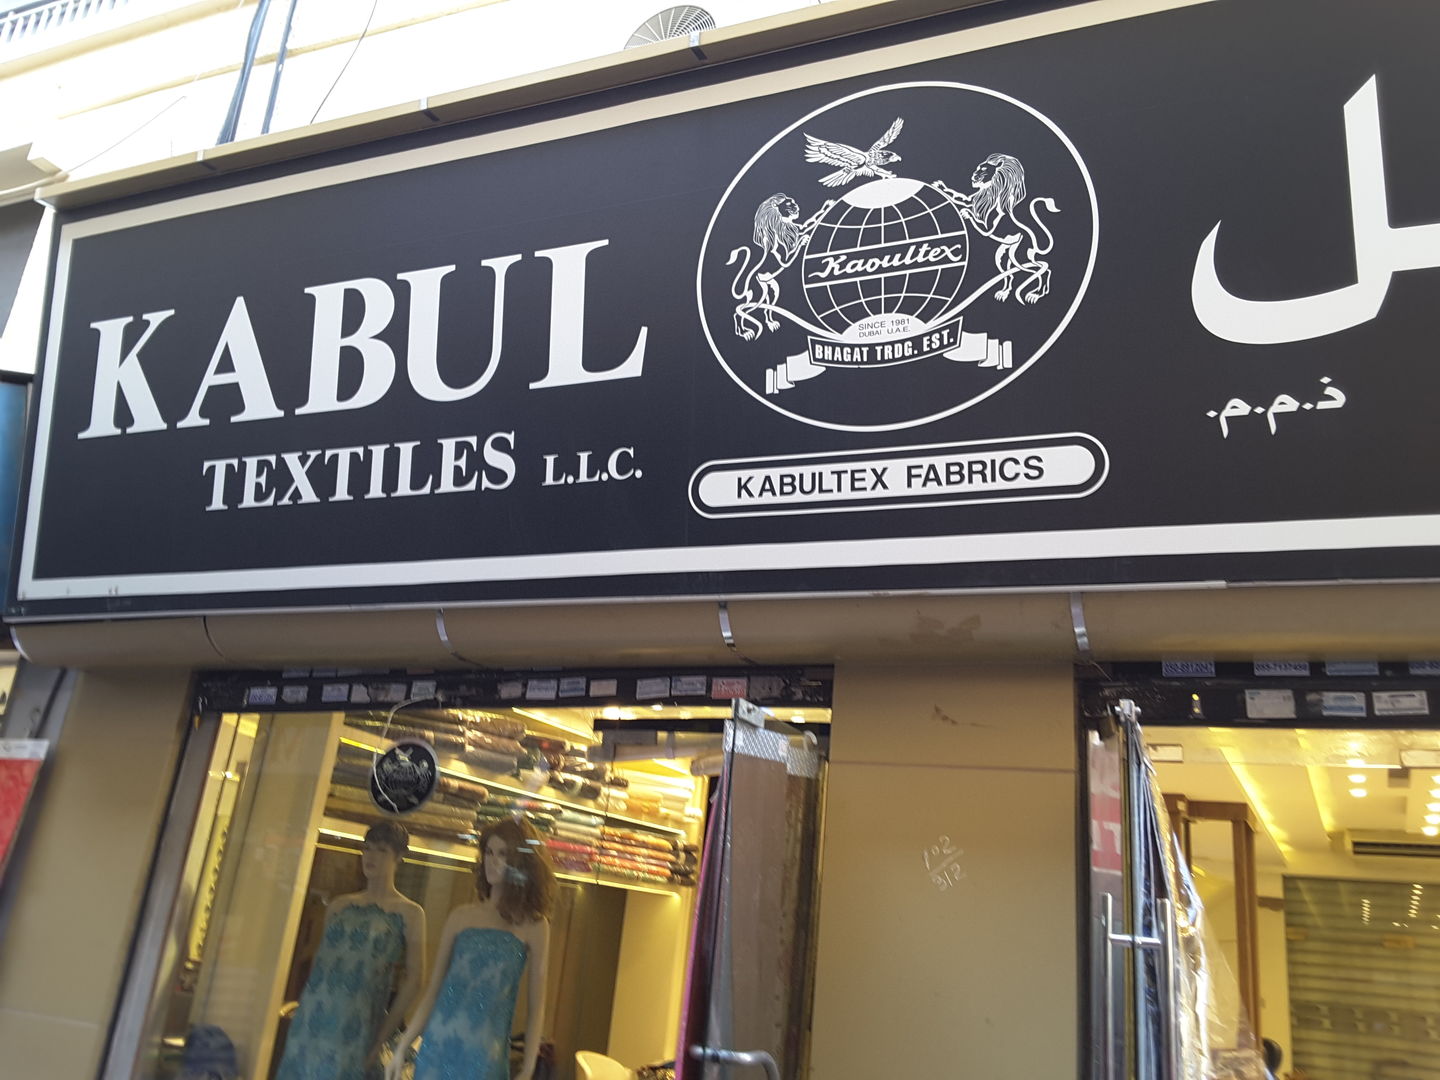 KABUL
TEXTILES L.L.C.
Kaoultex
SINCE 1981
DUBAI U.A.E.
BHAGAT TRDG. EST.
KABULTEX FABRICS
ذ.م.م.